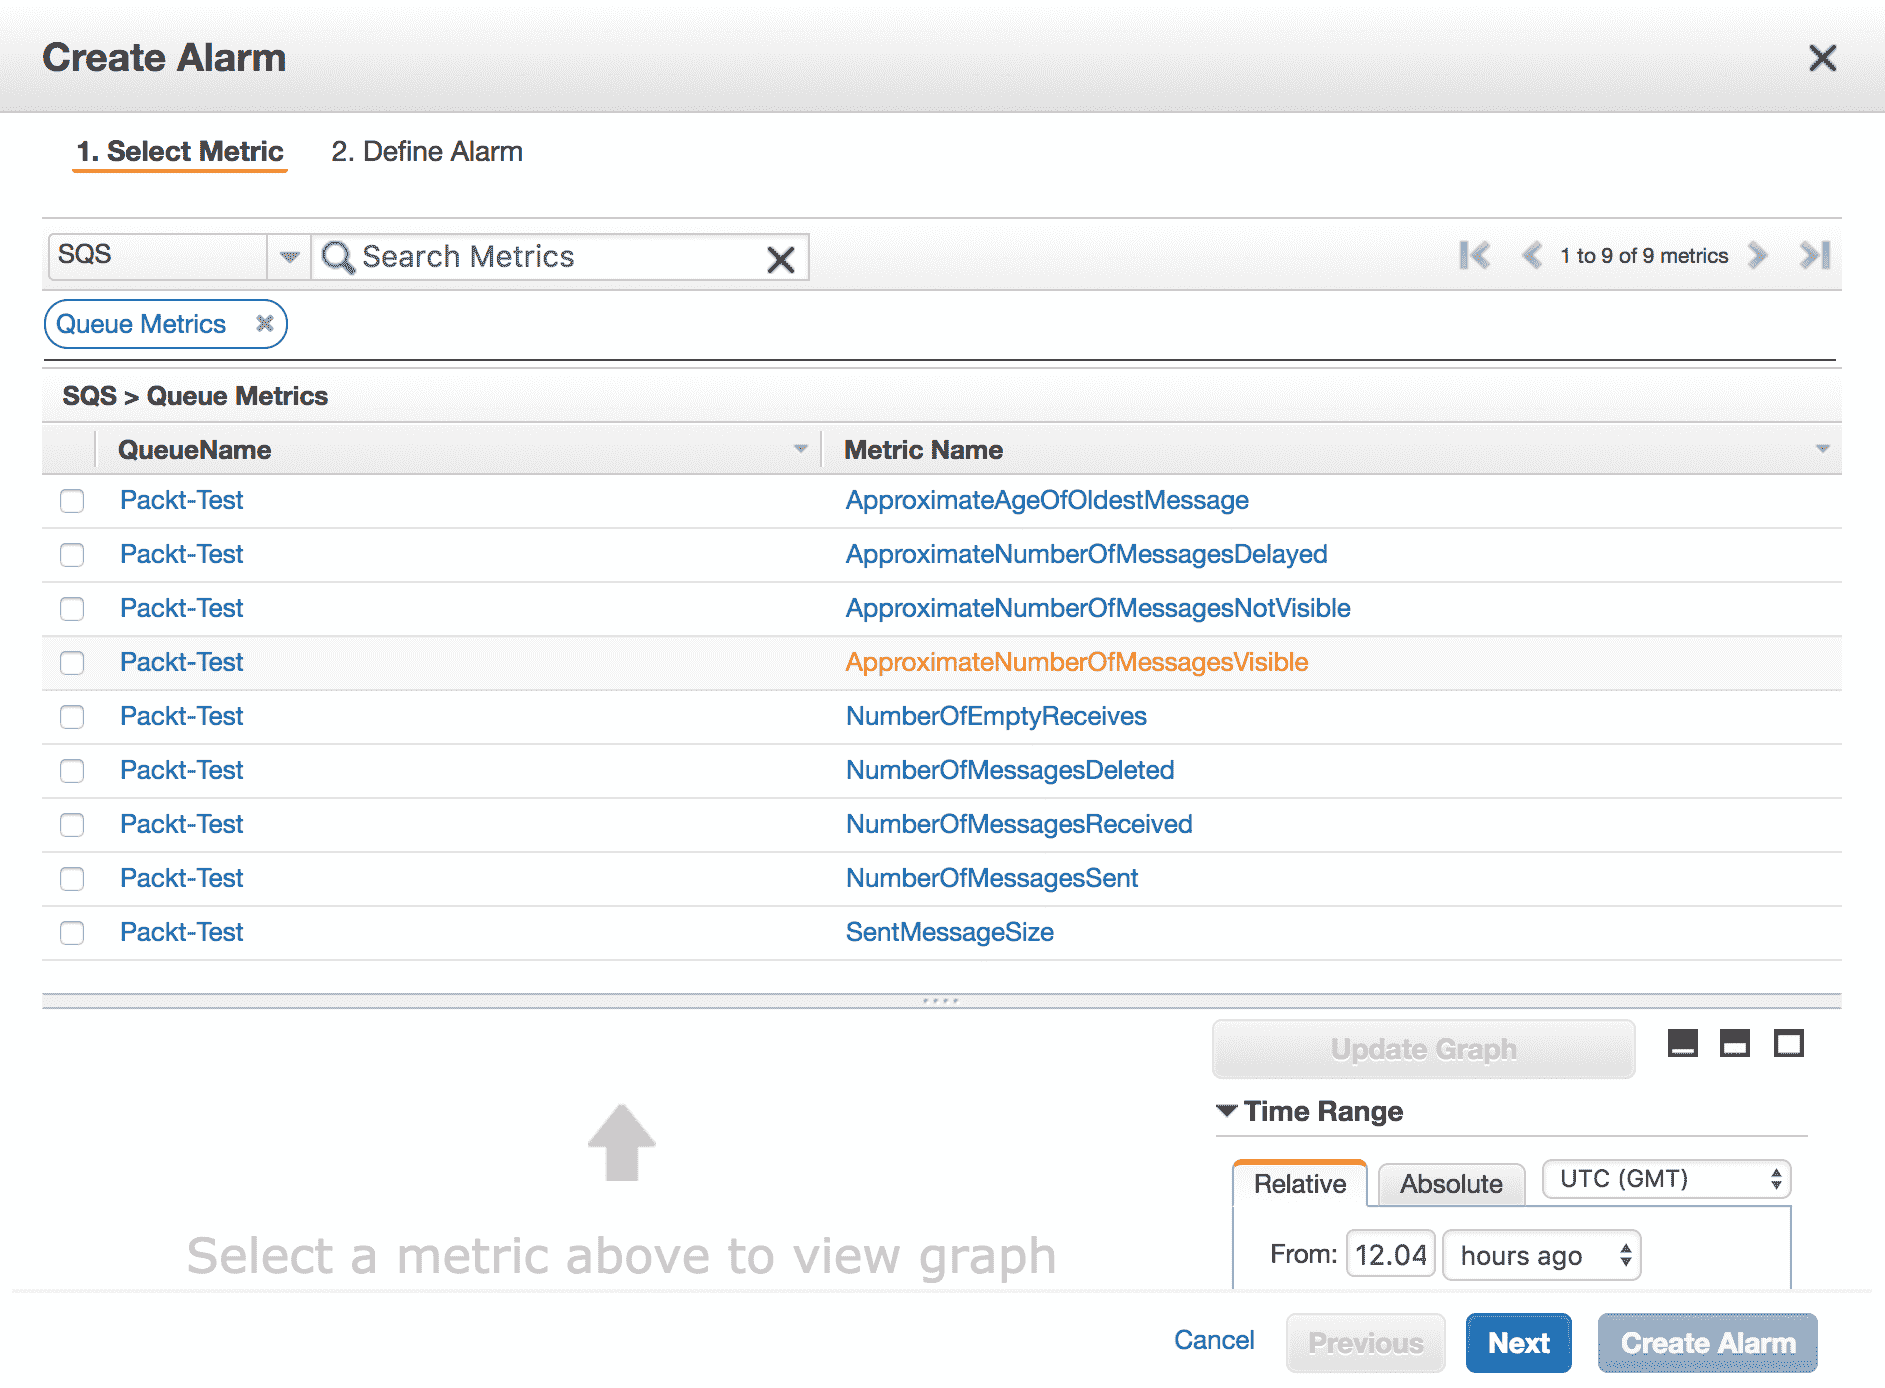 Create Alarm
1. Select Metric 2. Define Alarm
SQS Search Metrics 1 to 9 of 9 metrics
Queue Metrics
SQS > Queue Metrics
QueueName Metric Name
Packt-Test ApproximateAgeOfOldestMessage
Packt-Test ApproximateNumberOfMessagesDelayed
Packt-Test ApproximateNumberOfMessagesNotVisible
Packt-Test ApproximateNumberOfMessagesVisible
Packt-Test NumberOfEmptyReceives
Packt-Test NumberOfMessagesDeleted
Packt-Test NumberOfMessagesReceived
Packt-Test NumberOfMessagesSent
Packt-Test SentMessageSize
Update Graph
Time Range
Relative Absolute UTC (GMT)
Select a metric above to view graph
From: 12.04 hours ago
Cancel Previous Next Create Alarm